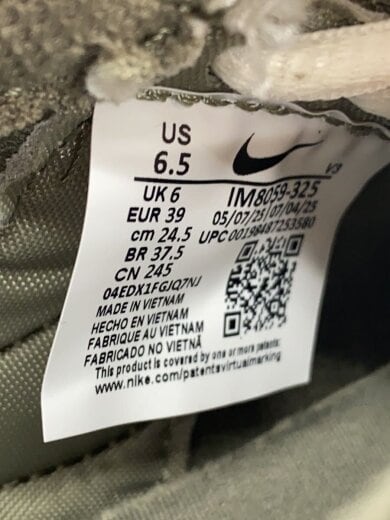 US
6.5
V3
UK 6
IM8059-325
EUR 39
05/07/25 07/04/25
cm 24.5
UPC 00198487253580
BR 37.5
CN 245
04EDX1FGJQ7NJ
MADE IN VIETNAM
HECHO EN VIETNAM
FABRIQUE AU VIETNAM
FABRICADO NO VIETNÃ
This product is covered by one or more patents:
www.nike.com/patentsvirtualmarking